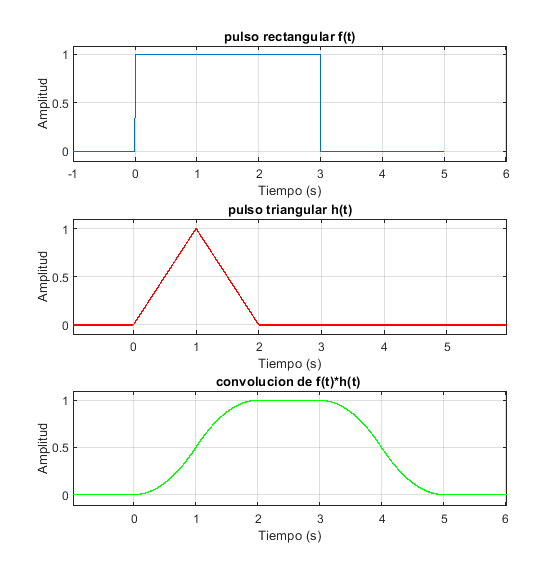 pulso rectangular f(t)
Amplitud
1
0.5
0
-1 0 1 2 3 4 5 6
Tiempo (s)
pulso triangular h(t)
Amplitud
1
0.5
0
0 1 2 3 4 5
Tiempo (s)
convolucion de f(t)*h(t)
Amplitud
1
0.5
0
0 1 2 3 4 5 6
Tiempo (s)